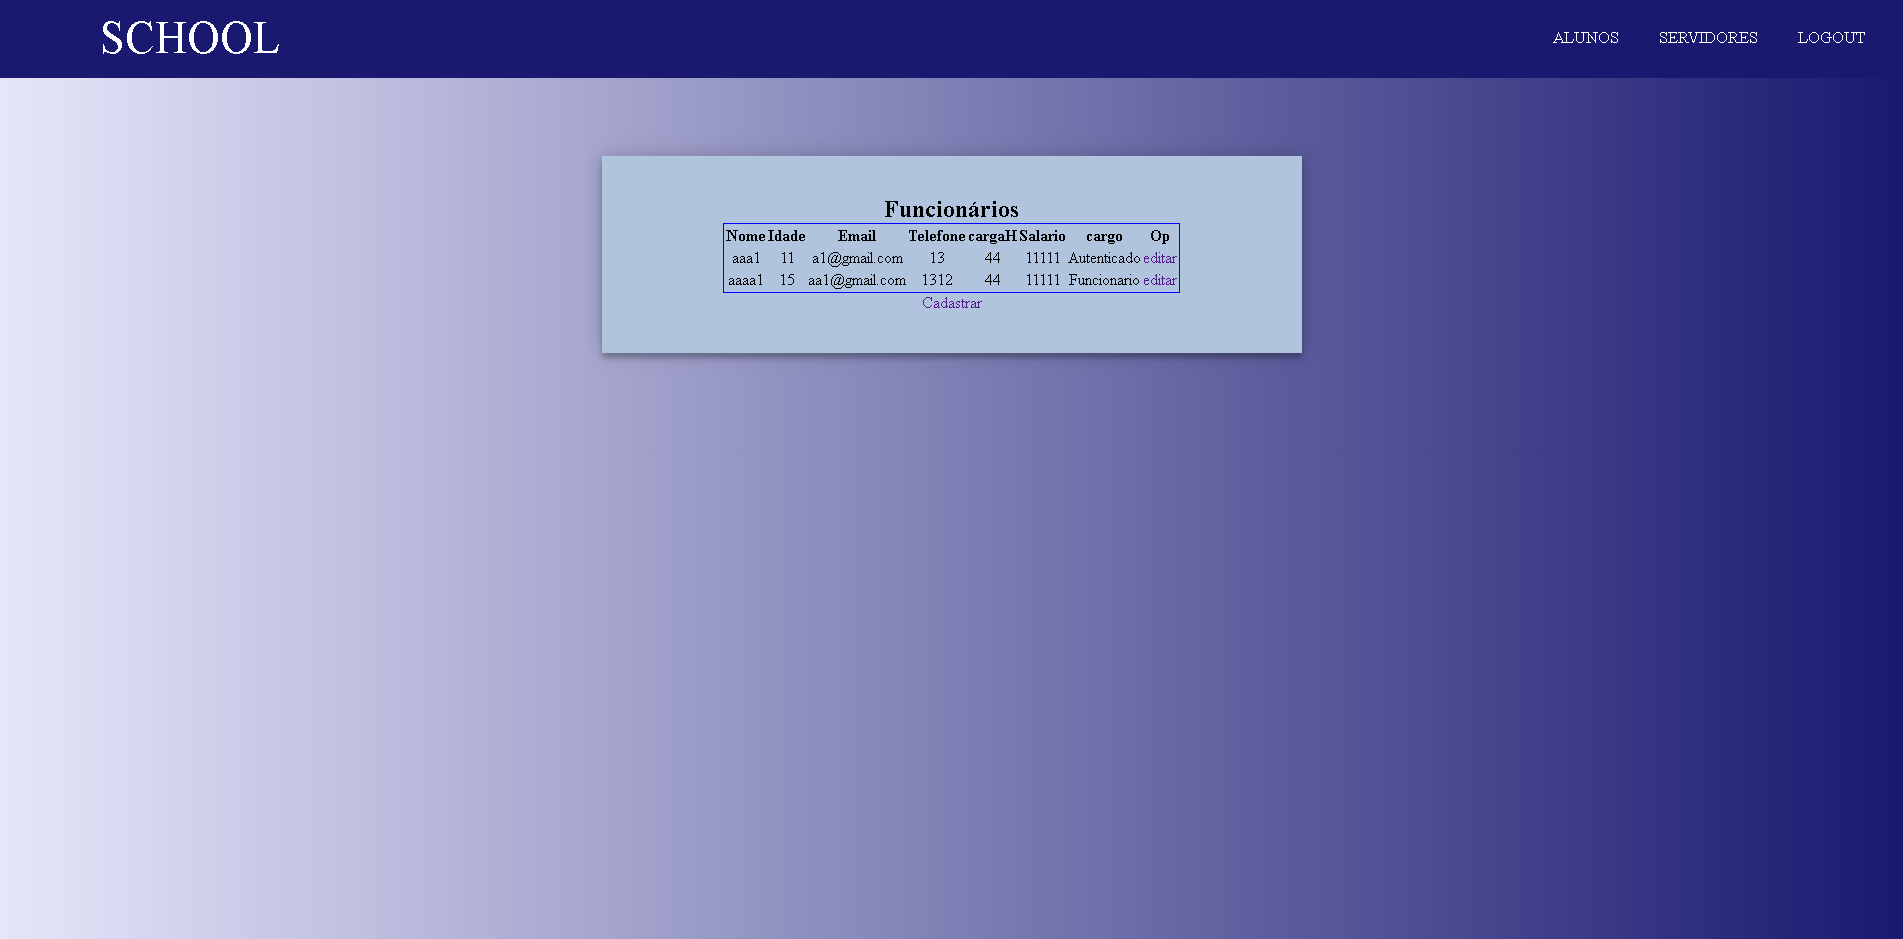 SCHOOL ALUNOS SERVIDORES LOGOUT
Funcionários
Nome Idade Email Telefone cargaH Salario cargo Op
aaa1 11 a1@gmail.com 13 44 11111 Autenticado editar
aaaa1 15 aa1@gmail.com 1312 44 11111 Funcionario editar
Cadastrar